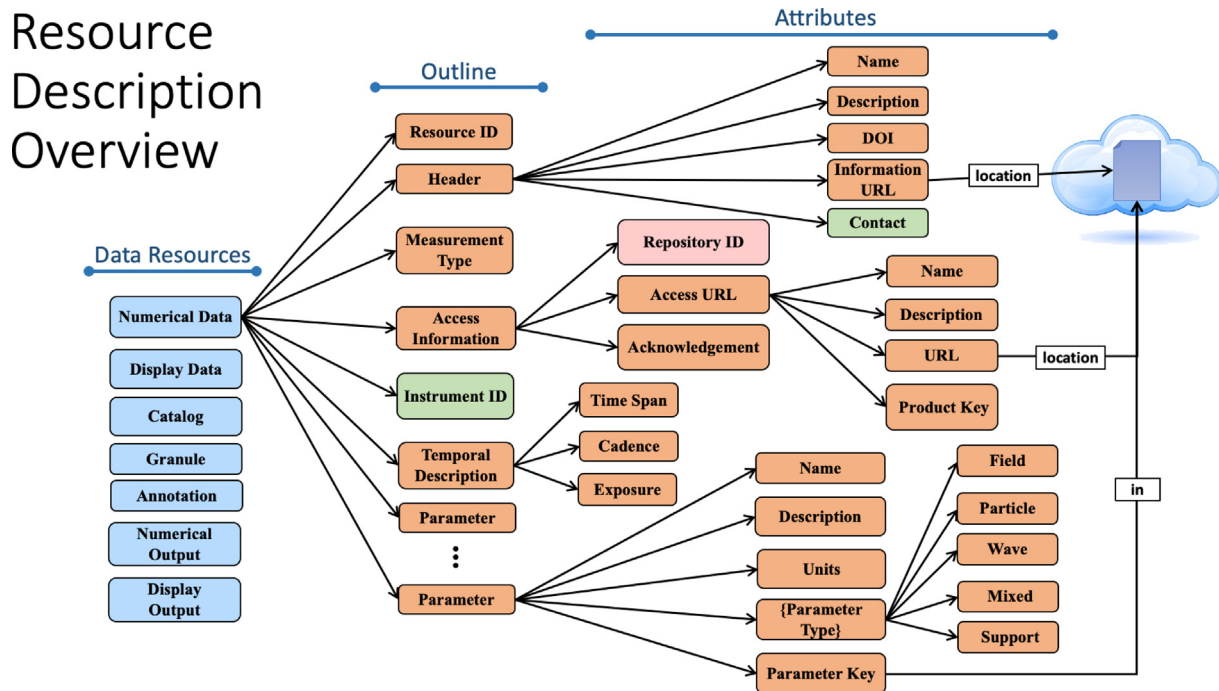 Resource
Description
Overview
Attributes
Outline
Data Resources
Numerical Data
Display Data
Catalog
Granule
Annotation
Numerical
Output
Display
Output
Resource ID
Header
Measurement
Type
Access
Information
Instrument ID
Temporal
Description
Parameter
Parameter
Name
Description
DOI
Information
URL
Contact
location
Repository ID
Access URL
Acknowledgement
Name
Description
URL
Product Key
location
Time Span
Cadence
Exposure
Name
Description
Units
{Parameter
Type}
Parameter Key
Field
Particle
Wave
Mixed
Support
in